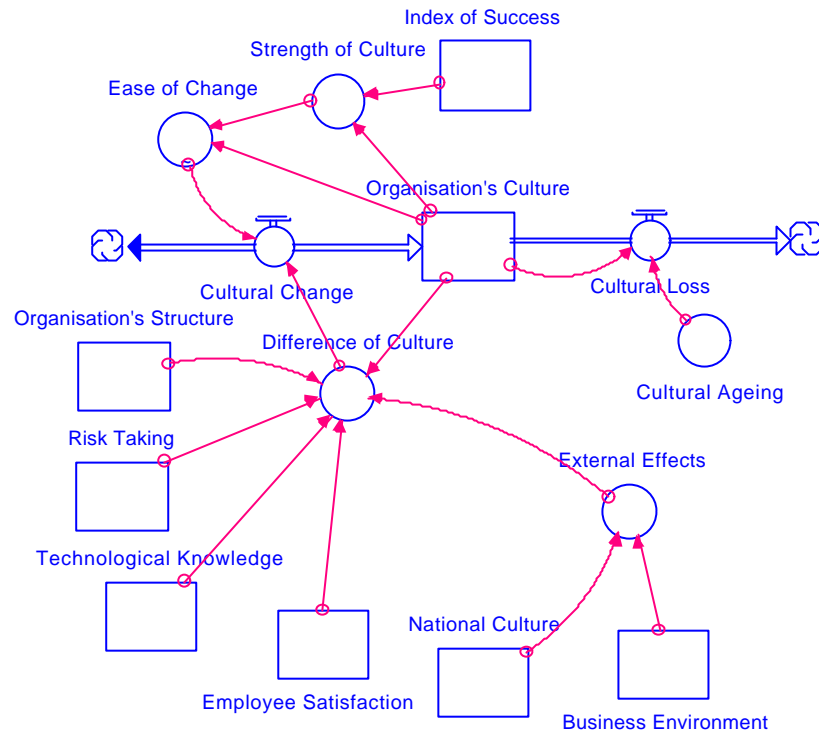 Index of Success
Strength of Culture
Ease of Change
Organisation's Culture
Cultural Change
Cultural Loss
Organisation's Structure
Difference of Culture
Cultural Ageing
Risk Taking
External Effects
Technological Knowledge
National Culture
Employee Satisfaction
Business Environment